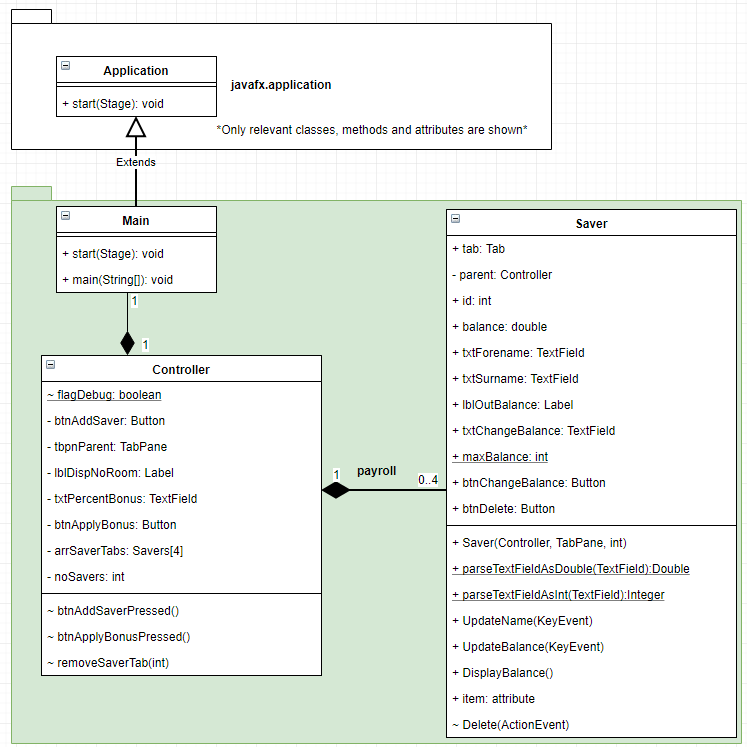 Application
+ start(Stage): void
javafx.application
*Only relevant classes, methods and attributes are shown*
Extends
Main
+ start(Stage): void
+ main(String[]): void
1
1
Controller
~ flagDebug: boolean
- btnAddSaver: Button
- tbpnParent: TabPane
- lblDispNoRoom: Label
- txtPercentBonus: TextField
- btnApplyBonus: Button
- arrSaverTabs: Savers[4]
- noSavers: int
~ btnAddSaverPressed()
~ btnApplyBonusPressed()
~ removeSaverTab(int)
1
payroll
0..4
Saver
+ tab: Tab
- parent: Controller
+ id: int
+ balance: double
+ txtForename: TextField
+ txtSurname: TextField
+ lblOutBalance: Label
+ txtChangeBalance: TextField
+ maxBalance: int
+ btnChangeBalance: Button
+ btnDelete: Button
+ Saver(Controller, TabPane, int)
+ parseTextFieldAsDouble(TextField):Double
+ parseTextFieldAsInt(TextField):Integer
+ UpdateName(KeyEvent)
+ UpdateBalance(KeyEvent)
+ DisplayBalance()
+ item: attribute
~ Delete(ActionEvent)